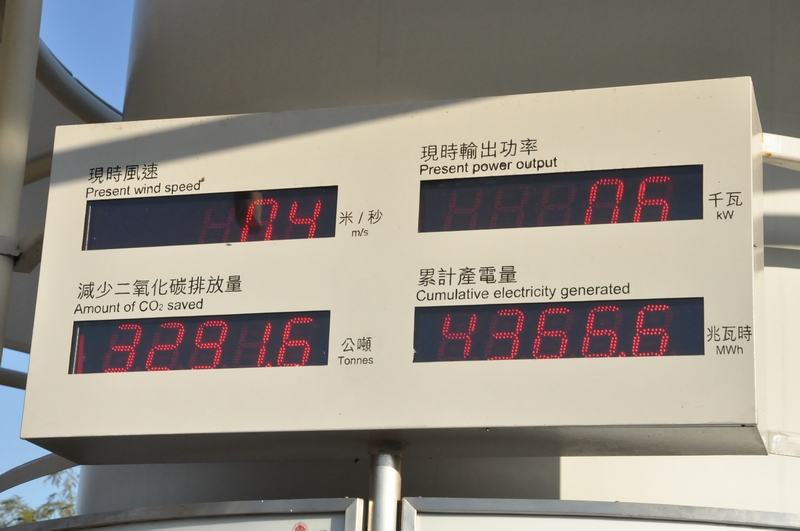 現時風速
Present wind speed
0.4 米 / 秒
m/s
現時輸出功率
Present power output
0.6 千瓦
kW
減少二氧化碳排放量
Amount of CO₂ saved
3291.6 公噸
Tonnes
累計產電量
Cumulative electricity generated
4366.6 兆瓦時
MWh